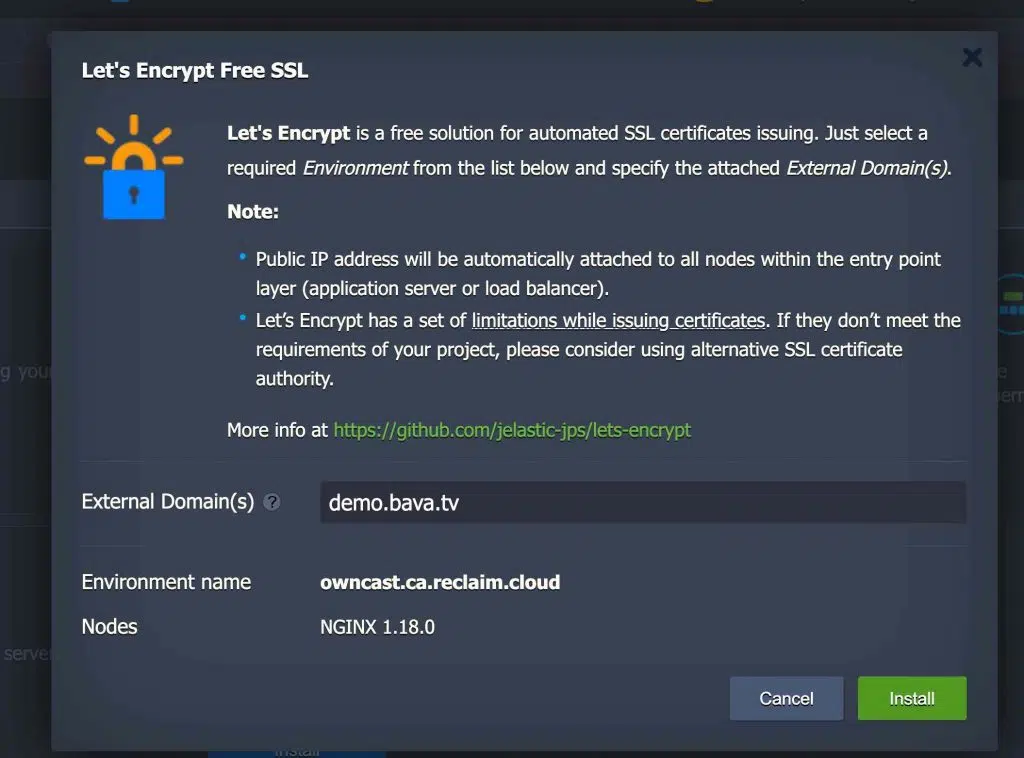 Let's Encrypt Free SSL
Let's Encrypt is a free solution for automated SSL certificates issuing. Just select a
required Environment from the list below and specify the attached External Domain(s).
Note:
Public IP address will be automatically attached to all nodes within the entry point
layer (application server or load balancer).
Let’s Encrypt has a set of limitations while issuing certificates. If they don’t meet the
requirements of your project, please consider using alternative SSL certificate
authority.
More info at https://github.com/jelastic-jps/lets-encrypt
External Domain(s) ?
demo.bava.tv
Environment name
owncast.ca.reclaim.cloud
Nodes
NGINX 1.18.0
Cancel
Install
Install